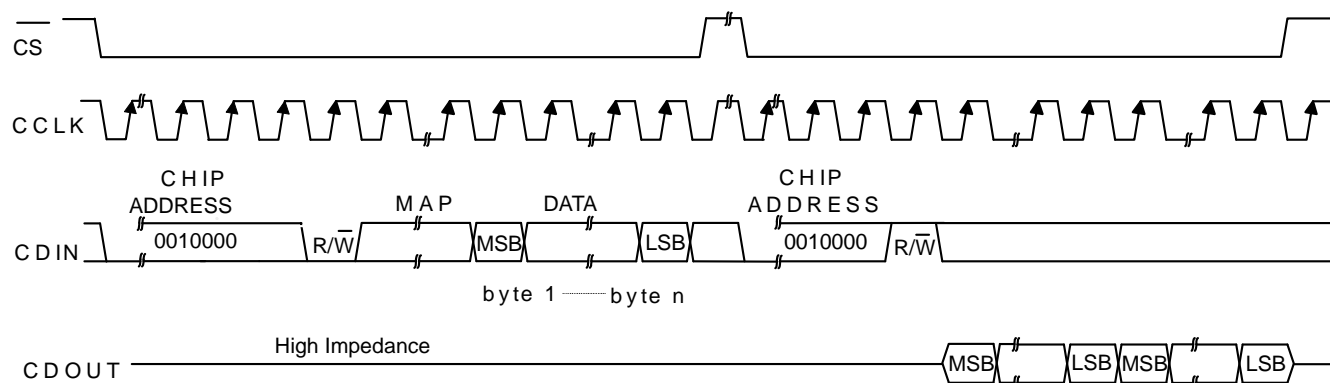 CS
CCLK
CHIP
ADDRESS
MAP
DATA
CHIP
ADDRESS
CDIN
0010000
R/W
MSB
LSB
0010000
R/W
byte 1
byte n
High Impedance
CDOUT
MSB
LSB
MSB
LSB